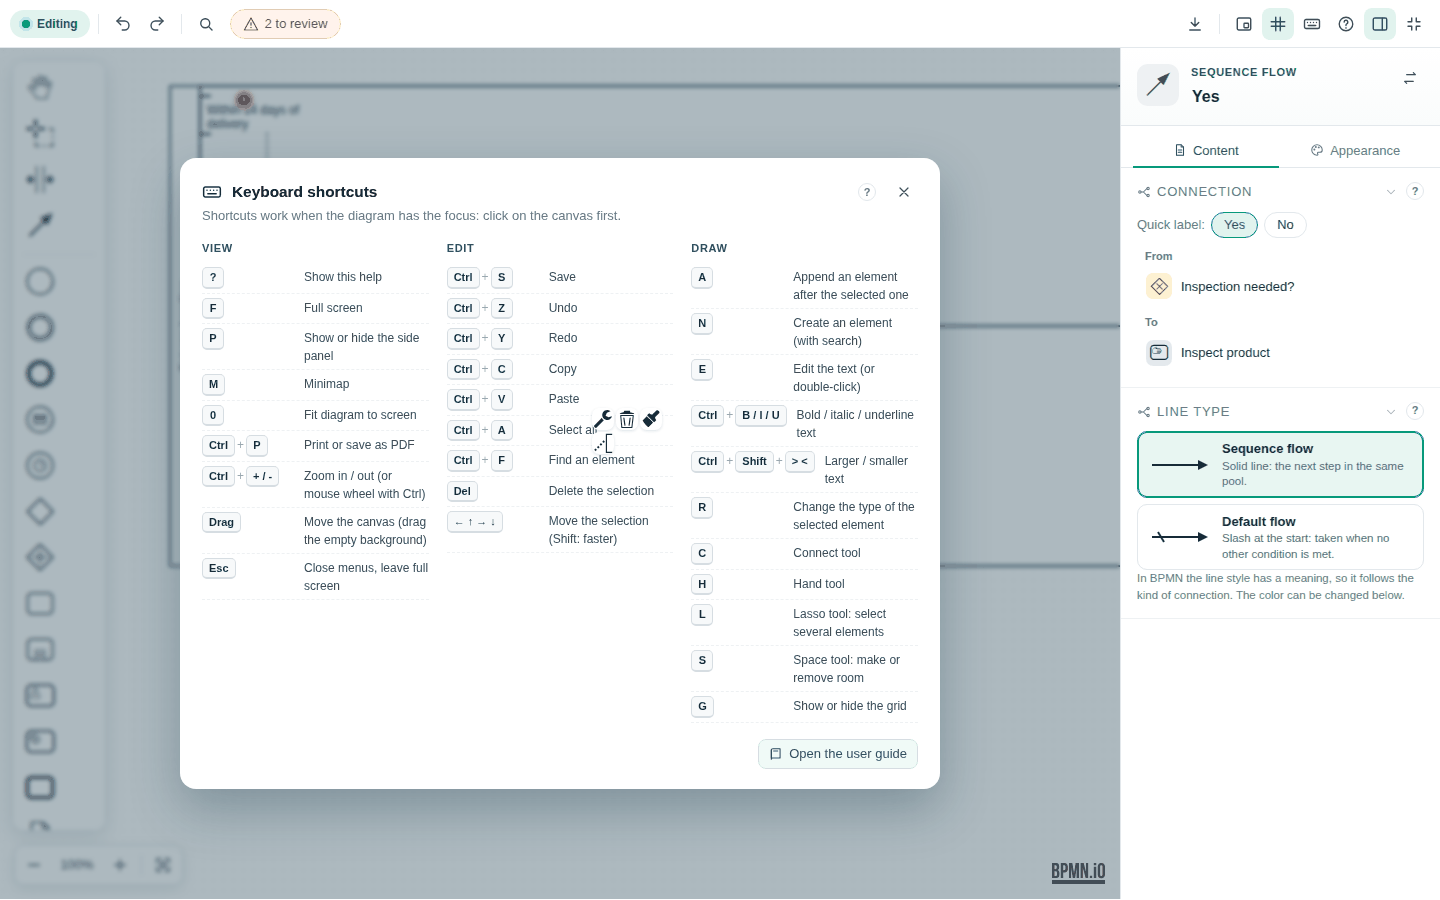 Editing
2 to review
Within 14 days of
delivery
Keyboard shortcuts
?
Shortcuts work when the diagram has the focus: click on the canvas first.
VIEW
? Show this help
F Full screen
P Show or hide the side
panel
M Minimap
0 Fit diagram to screen
Ctrl + P Print or save as PDF
Ctrl + + / - Zoom in / out (or
mouse wheel with Ctrl)
Drag Move the canvas (drag
the empty background)
Esc Close menus, leave full
screen
EDIT
Ctrl + S Save
Ctrl + Z Undo
Ctrl + Y Redo
Ctrl + C Copy
Ctrl + V Paste
Ctrl + A Select
Ctrl + F Find an element
Del Delete the selection
← ↑ → ↓ Move the selection
(Shift: faster)
DRAW
A Append an element
after the selected one
N Create an element
(with search)
E Edit the text (or
double-click)
Ctrl + B / I / U Bold / italic / underline
text
Ctrl + Shift + > < Larger / smaller
text
R Change the type of the
selected element
C Connect tool
H Hand tool
L Lasso tool: select
several elements
S Space tool: make or
remove room
G Show or hide the grid
Open the user guide
100%
BPMN.iO
SEQUENCE FLOW
Yes
Content
Appearance
CONNECTION
?
Quick label: Yes No
From
Inspection needed?
To
Inspect product
LINE TYPE
?
Sequence flow
Solid line: the next step in the same
pool.
Default flow
Slash at the start: taken when no
other condition is met.
In BPMN the line style has a meaning, so it follows the
kind of connection. The color can be changed below.